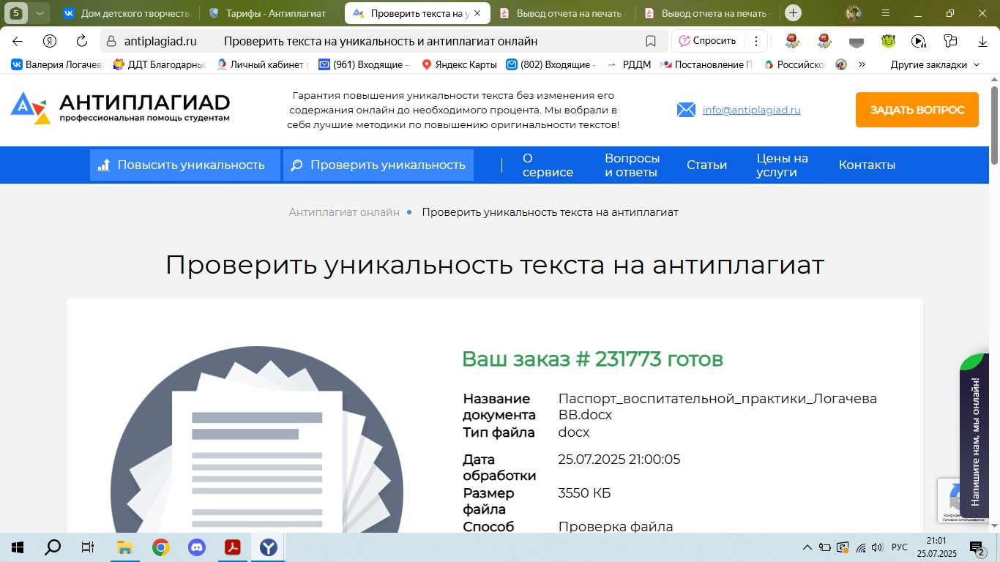 5
Дом детского творчества
Тарифы - Антиплагиат
Проверить текста на у
Вывод отчета на печать -
Вывод отчета на печать -
antiplagiad.ru
Проверить текста на уникальность и антиплагиат онлайн
Спросить
Валерия Логачева
ДДТ Благодарный
Личный кабинет
(961) Входящие –
Яндекс Карты
(802) Входящие -
РДДМ
Постановление П
Российско
»
Другие закладки
АНТИПЛАГИАD
профессиональная помощь студентам
Гарантия повышения уникальности текста без изменения его
содержания онлайн до необходимого процента. Мы вобрали в
себя лучшие методики по повышению оригинальности текстов!
info@antiplagiad.ru
ЗАДАТЬ ВОПРОС
Повысить уникальность
Проверить уникальность
О сервисе
Вопросы и ответы
Статьи
Цены на услуги
Контакты
Антиплагиат онлайн
Проверить уникальность текста на антиплагиат
Проверить уникальность текста на антиплагиат
Ваш заказ # 231773 готов
Название Паспорт_воспитательной_практики_Логачева
документа ВВ.docx
Тип файла docx
Дата 25.07.2025 21:00:05
обработки
Размер 3550 КБ
файла
Способ Проверка файла
Напишите нам, мы онлайн!
РУС
21:01
25.07.2025
2